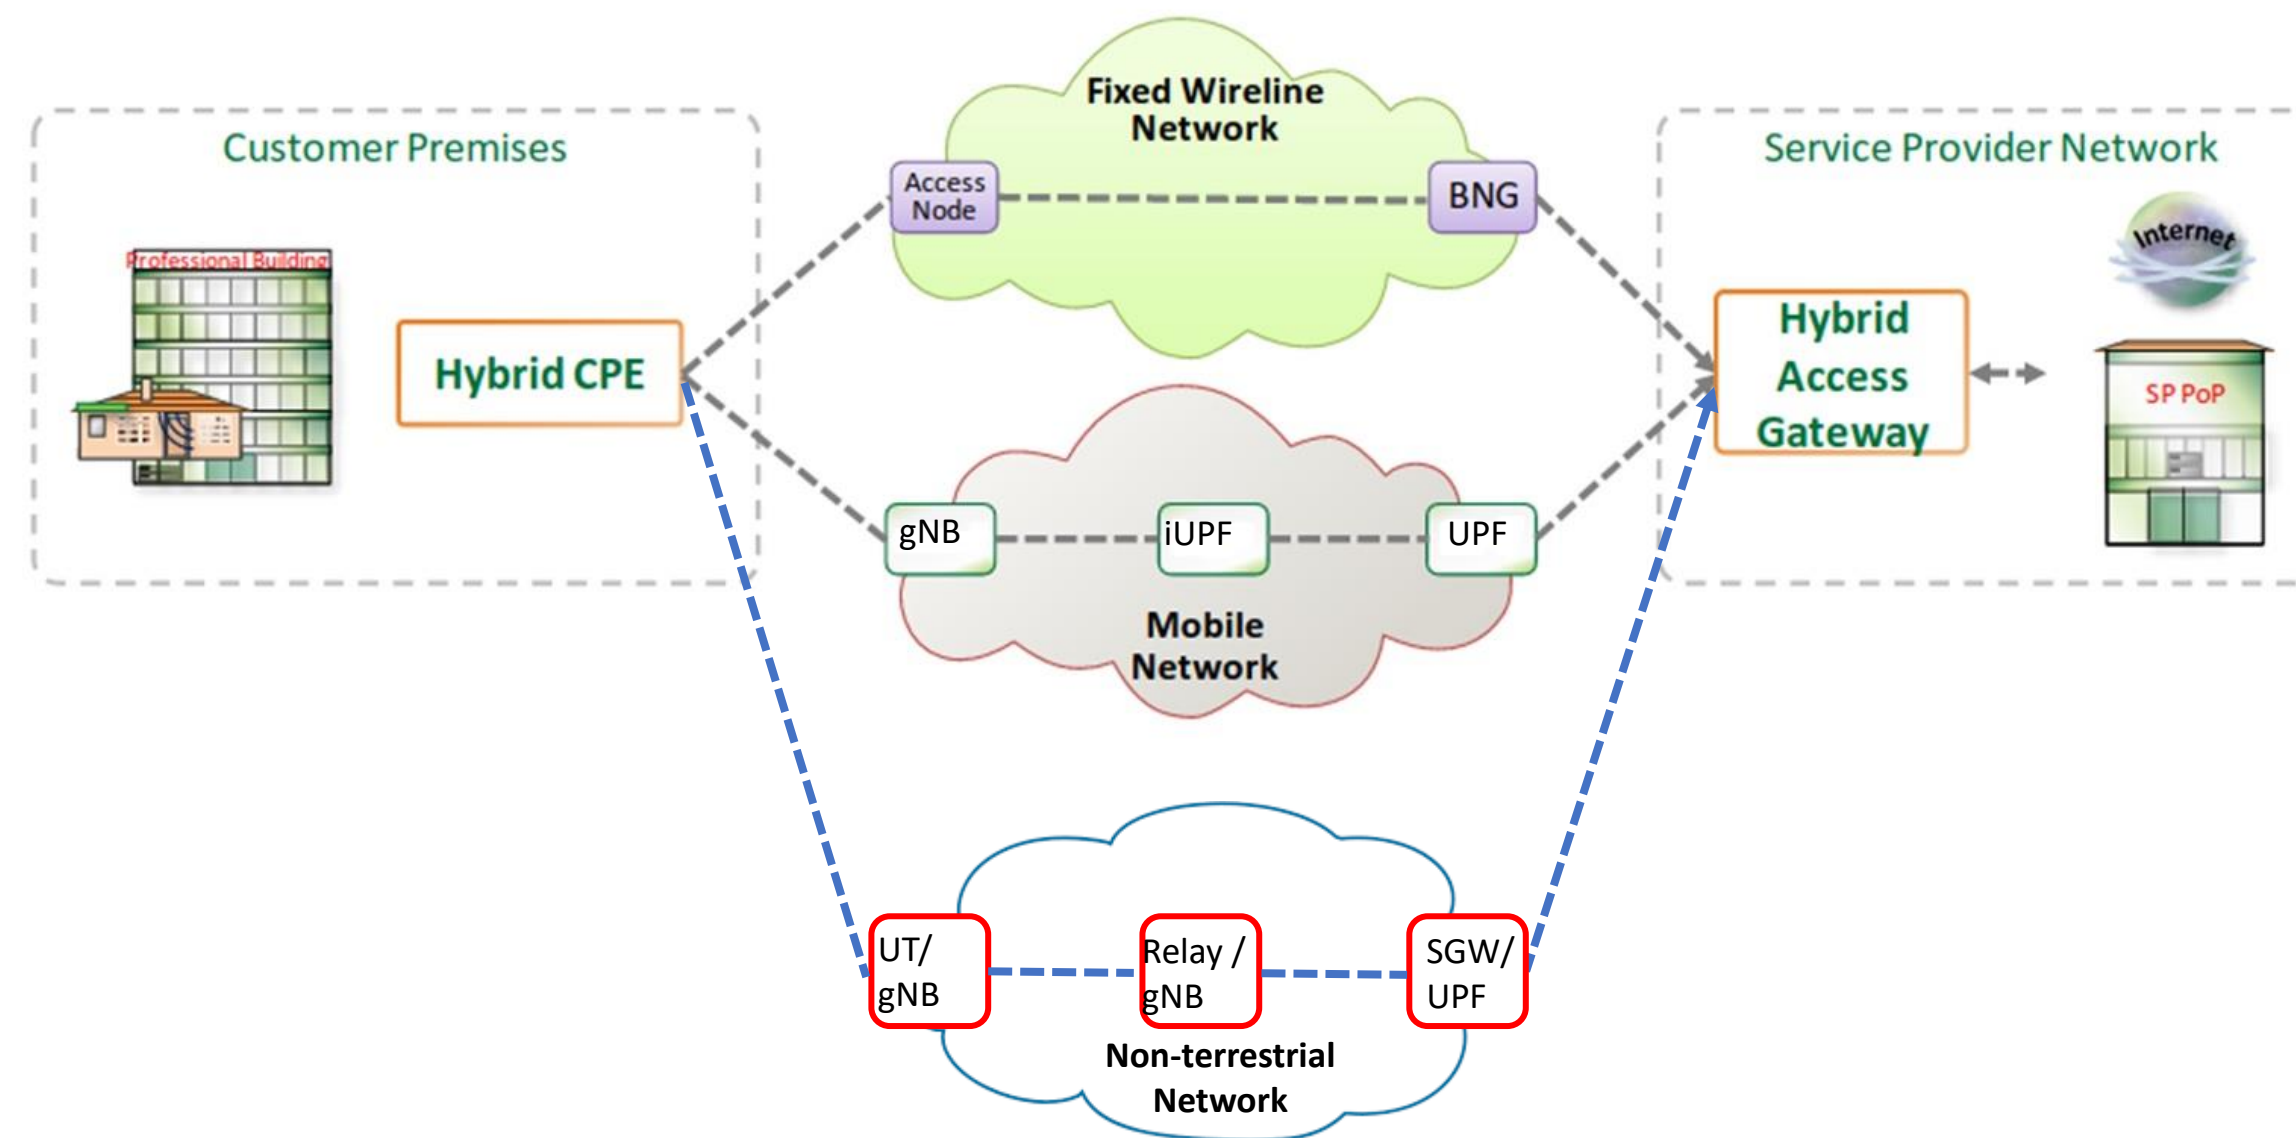 Fixed Wireline
Network
Customer Premises
Service Provider Network
Access
Node
BNG
Internet
Professional Building
Hybrid CPE
Hybrid
Access
Gateway
SP PoP
gNB
iUPF
UPF
Mobile
Network
UT/
gNB
Relay /
gNB
SGW/
UPF
Non-terrestrial
Network